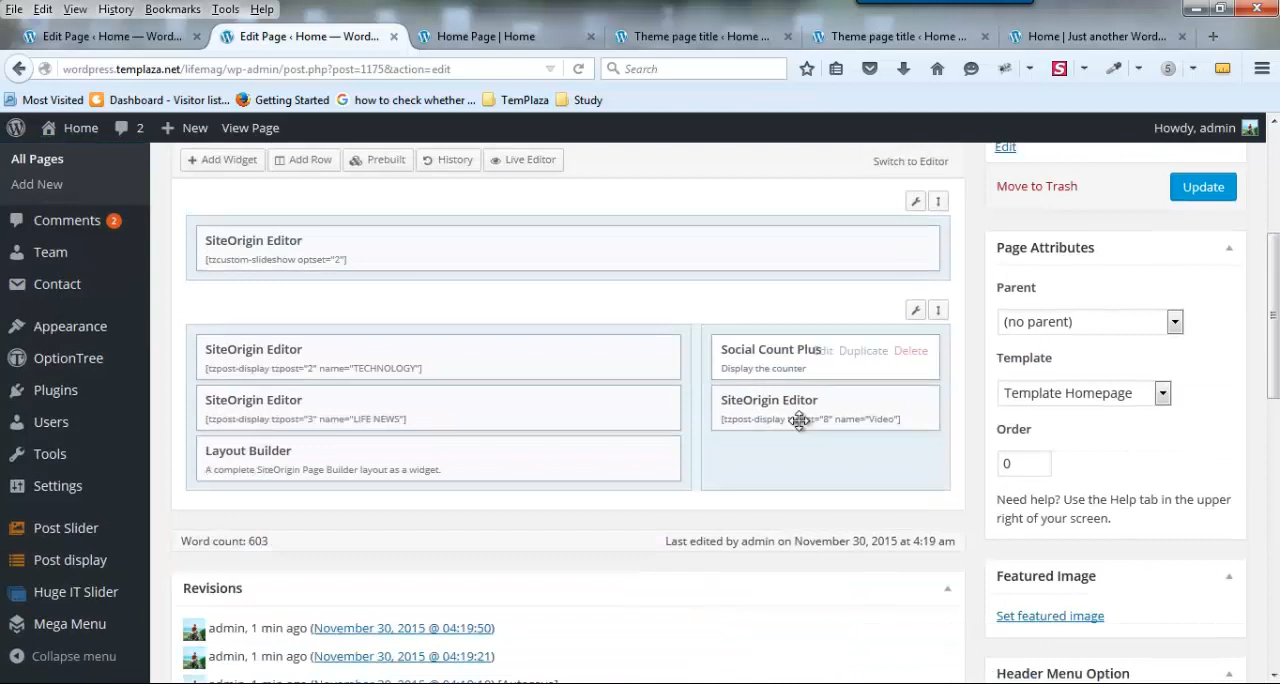 File Edit View History Bookmarks Tools Help
Edit Page ‹ Home — Word... × Edit Page ‹ Home — Word... × Home Page | Home × Theme page title ‹ Home ... × Theme page title ‹ Home ... × Home | Just another Word... × +
wordpress.templaza.net/lifemag/wp-admin/post.php?post=1175&action=edit Search
Most Visited Dashboard - Visitor list... Getting Started how to check whether ... TemPlaza Study
Home 2 + New View Page Howdy, admin
All Pages
Add New
Comments 2
Team
Contact
Appearance
OptionTree
Plugins
Users
Tools
Settings
Post Slider
Post display
Huge IT Slider
Mega Menu
Collapse menu
+ Add Widget Add Row Prebuilt History Live Editor Switch to Editor
SiteOrigin Editor
[tzcustom-slideshow optset="2"]
SiteOrigin Editor
[tzpost-display tzpost="2" name="TECHNOLOGY"]
SiteOrigin Editor
[tzpost-display tzpost="3" name="LIFE NEWS"]
Layout Builder
A complete SiteOrigin Page Builder layout as a widget.
Social Count Plus Edit Duplicate Delete
Display the counter
SiteOrigin Editor
[tzpost-display "8" name="Video"]
Word count: 603 Last edited by admin on November 30, 2015 at 4:19 am
Revisions
admin, 1 min ago (November 30, 2015 @ 04:19:50)
admin, 1 min ago (November 30, 2015 @ 04:19:21)
Edit
Move to Trash Update
Page Attributes
Parent
(no parent)
Template
Template Homepage
Order
0
Need help? Use the Help tab in the upper
right of your screen.
Featured Image
Set featured image
Header Menu Option